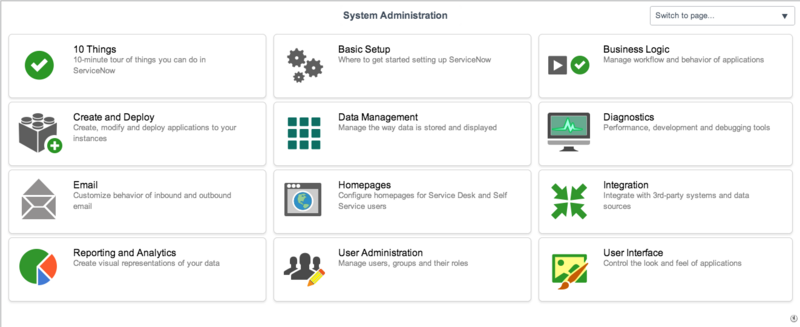 System Administration
Switch to page...
10 Things
10-minute tour of things you can do in
ServiceNow
Basic Setup
Where to get started setting up ServiceNow
Business Logic
Manage workflow and behavior of applications
Create and Deploy
Create, modify and deploy applications to your
instances
Data Management
Manage the way data is stored and displayed
Diagnostics
Performance, development and debugging tools
Email
Customize behavior of inbound and outbound
email
Homepages
Configure homepages for Service Desk and Self
Service users
Integration
Integrate with 3rd-party systems and data
sources
Reporting and Analytics
Create visual representations of your data
User Administration
Manage users, groups and their roles
User Interface
Control the look and feel of applications